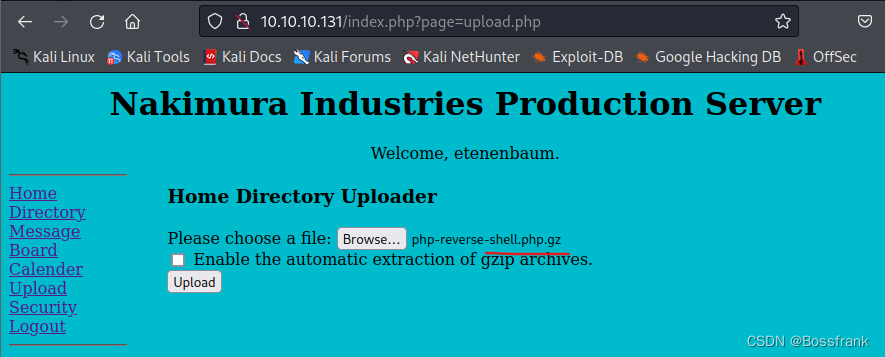 10.10.10.131/index.php?page=upload.php
Kali Linux Kali Tools Kali Docs Kali Forums Kali NetHunter Exploit-DB Google Hacking DB OffSec
Nakimura Industries Production Server
Welcome, etenenbaum.
Home
Directory
Message
Board
Calender
Upload
Security
Logout
Home Directory Uploader
Please choose a file: Browse... php-reverse-shell.php.gz
Enable the automatic extraction of gzip archives.
Upload
CSDN @Bossfrank